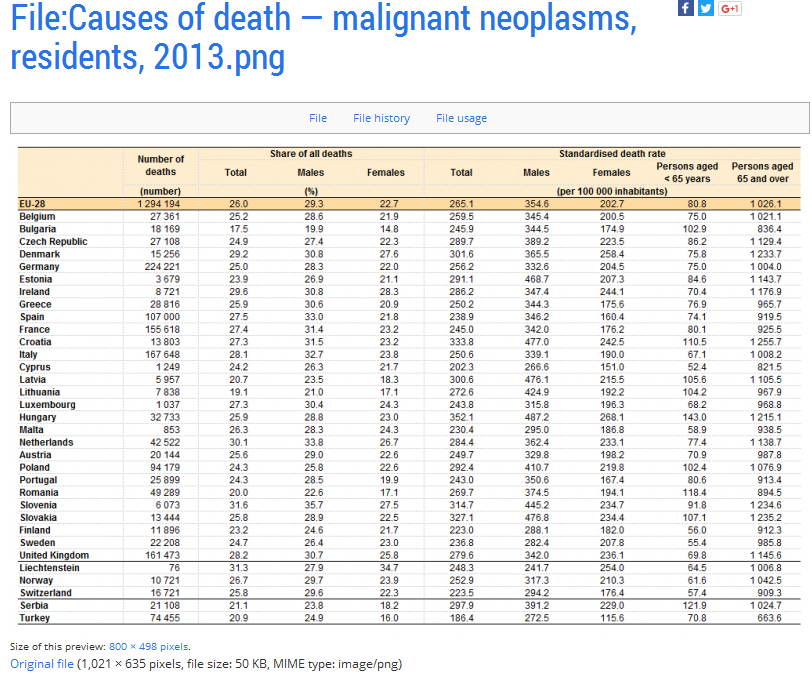 File:Causes of death — malignant neoplasms,
residents, 2013.png
f G+1
File File history File usage
Number of deaths Share of all deaths Standardised death rate
Total Males Females Total Males Females Persons aged < 65 years Persons aged 65 and over
(number) (%) (per 100 000 inhabitants)
EU-28 1 294 194 26.0 29.3 22.7 265.1 354.6 202.7 80.8 1 026.1
Belgium 27 361 25.2 28.6 21.9 259.5 345.4 200.5 75.0 1 021.1
Bulgaria 18 169 17.5 19.9 14.8 245.9 344.5 174.9 102.9 836.4
Czech Republic 27 108 24.9 27.4 22.3 289.7 389.2 223.5 86.2 1 129.4
Denmark 15 256 29.2 30.8 27.6 301.6 365.5 258.4 75.8 1 233.7
Germany 224 221 25.0 28.3 22.0 256.2 332.6 204.5 75.0 1 004.0
Estonia 3 679 23.9 26.9 21.1 291.1 468.7 207.3 84.6 1 143.7
Ireland 8 721 29.6 30.8 28.3 286.2 347.4 244.1 70.4 1 176.9
Greece 28 816 25.9 30.6 20.9 250.2 344.3 175.6 76.9 965.7
Spain 107 000 27.5 33.0 21.8 238.9 346.2 160.4 74.1 919.5
France 155 618 27.4 31.4 23.2 245.0 342.0 176.2 80.1 925.5
Croatia 13 803 27.3 31.5 23.2 333.8 477.0 242.5 110.5 1 255.7
Italy 167 648 28.1 32.7 23.8 250.6 339.1 190.0 67.1 1 008.2
Cyprus 1 249 24.2 26.3 21.7 202.3 266.6 151.0 52.4 821.5
Latvia 5 957 20.7 23.5 18.3 300.6 476.1 215.5 105.6 1 105.5
Lithuania 7 838 19.1 21.0 17.1 272.6 424.9 192.2 104.2 967.9
Luxembourg 1 037 27.3 30.4 24.3 243.8 315.8 196.3 68.2 968.8
Hungary 32 733 25.9 28.8 23.0 352.1 487.2 268.1 143.0 1 215.1
Malta 853 26.3 28.3 24.3 230.4 295.0 186.8 58.9 938.5
Netherlands 42 522 30.1 33.8 26.7 284.4 362.4 233.1 77.4 1 138.7
Austria 20 144 25.6 29.0 22.6 249.7 329.8 198.2 70.9 987.8
Poland 94 179 24.3 25.8 22.6 292.4 410.7 219.8 102.4 1 076.9
Portugal 25 899 24.3 28.5 19.9 243.0 350.6 167.4 80.6 913.4
Romania 49 289 20.0 22.6 17.1 269.7 374.5 194.1 118.4 894.5
Slovenia 6 073 31.6 35.7 27.5 314.7 445.2 234.7 91.8 1 234.6
Slovakia 13 444 25.8 28.9 22.5 327.1 476.8 234.4 107.1 1 235.2
Finland 11 896 23.2 24.6 21.7 223.0 288.1 182.0 56.0 912.3
Sweden 22 208 24.7 26.4 23.0 236.8 282.4 207.8 55.4 985.8
United Kingdom 161 473 28.2 30.7 25.8 279.6 342.0 236.1 69.8 1 145.6
Liechtenstein 76 31.3 27.9 34.7 248.3 241.7 254.0 64.5 1 006.8
Norway 10 721 26.7 29.7 23.9 252.9 317.3 210.3 61.6 1 042.5
Switzerland 16 721 25.8 29.6 22.3 223.5 294.2 176.4 57.4 909.3
Serbia 21 108 21.1 23.8 18.2 297.9 391.2 229.0 121.9 1 024.7
Turkey 74 455 20.9 24.9 16.0 186.4 272.5 115.6 70.8 663.6
Size of this preview: 800 × 498 pixels.
Original file (1,021 × 635 pixels, file size: 50 KB, MIME type: image/png)